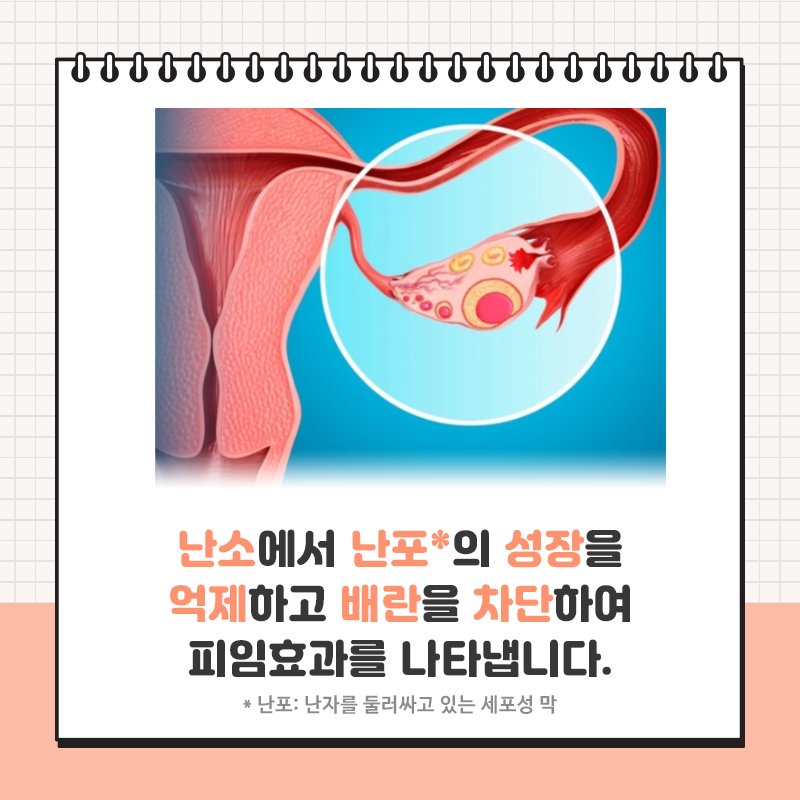 난소에서 난포*의 성장을
억제하고 배란을 차단하여
피임효과를 나타냅니다.
* 난포: 난자를 둘러싸고 있는 세포성 막